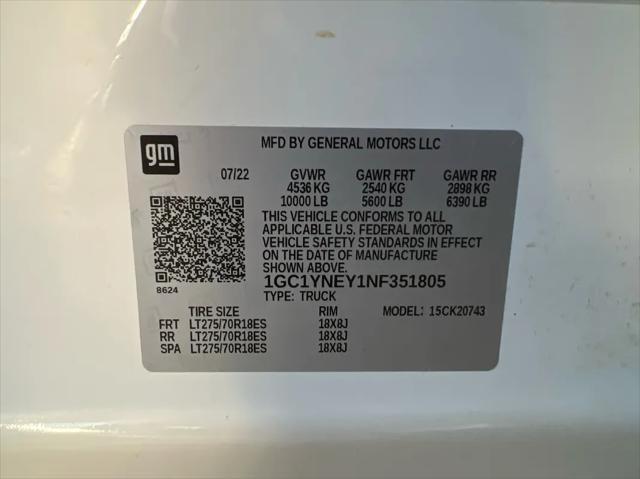 gm
MFD BY GENERAL MOTORS LLC
07/22 GVWR GAWR FRT GAWR RR
4536 KG 2540 KG 2898 KG
10000 LB 5600 LB 6390 LB
THIS VEHICLE CONFORMS TO ALL
APPLICABLE U.S. FEDERAL MOTOR
VEHICLE SAFETY STANDARDS IN EFFECT
ON THE DATE OF MANUFACTURE
SHOWN ABOVE.
8624
1GC1YNEY1NF351805
TYPE: TRUCK MODEL: 15CK20743
TIRE SIZE RIM
FRT LT275/70R18ES 18X8J
RR LT275/70R18ES 18X8J
SPA LT275/70R18ES 18X8J